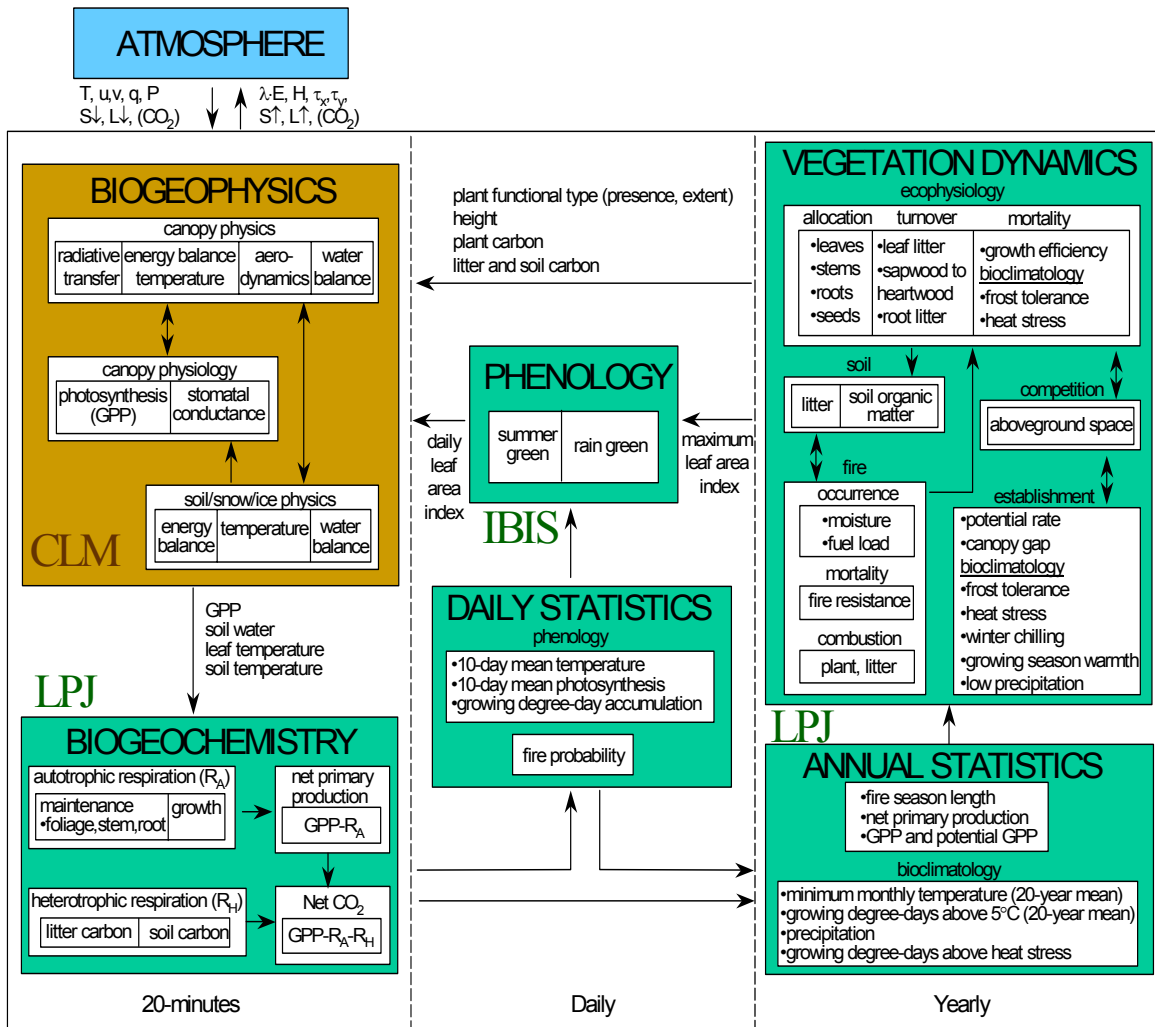 ATMOSPHERE
T, u,v, q, P
S↓, L↓, (CO₂)
λ·E, H, τₓ,τᵧ,
S↑, L↑, (CO₂)
BIOGEOPHYSICS
canopy physics
radiative
transfer
energy balance
temperature
aero-
dynamics
water
balance
canopy physiology
photosynthesis
(GPP)
stomatal
conductance
soil/snow/ice physics
energy
balance
temperature
water
balance
CLM
GPP
soil water
leaf temperature
soil temperature
LPJ
BIOGEOCHEMISTRY
autotrophic respiration (R_A)
maintenance
•foliage,stem,root
growth
net primary
production
GPP-R_A
heterotrophic respiration (R_H)
litter carbon
soil carbon
Net CO₂
GPP-R_A-R_H
20-minutes
plant functional type (presence, extent)
height
plant carbon
litter and soil carbon
PHENOLOGY
summer
green
rain green
daily
leaf
area
index
maximum
leaf area
index
IBIS
DAILY STATISTICS
phenology
•10-day mean temperature
•10-day mean photosynthesis
•growing degree-day accumulation
fire probability
Daily
VEGETATION DYNAMICS
ecophysiology
allocation
•leaves
•stems
•roots
•seeds
turnover
•leaf litter
•sapwood to
heartwood
•root litter
mortality
•growth efficiency
bioclimatology
•frost tolerance
•heat stress
soil
litter
soil organic
matter
competition
aboveground space
fire
occurrence
•moisture
•fuel load
mortality
fire resistance
combustion
plant, litter
establishment
•potential rate
•canopy gap
bioclimatology
•frost tolerance
•heat stress
•winter chilling
•growing season warmth
•low precipitation
LPJ
ANNUAL STATISTICS
•fire season length
•net primary production
•GPP and potential GPP
bioclimatology
•minimum monthly temperature (20-year mean)
•growing degree-days above 5°C (20-year mean)
•precipitation
•growing degree-days above heat stress
Yearly